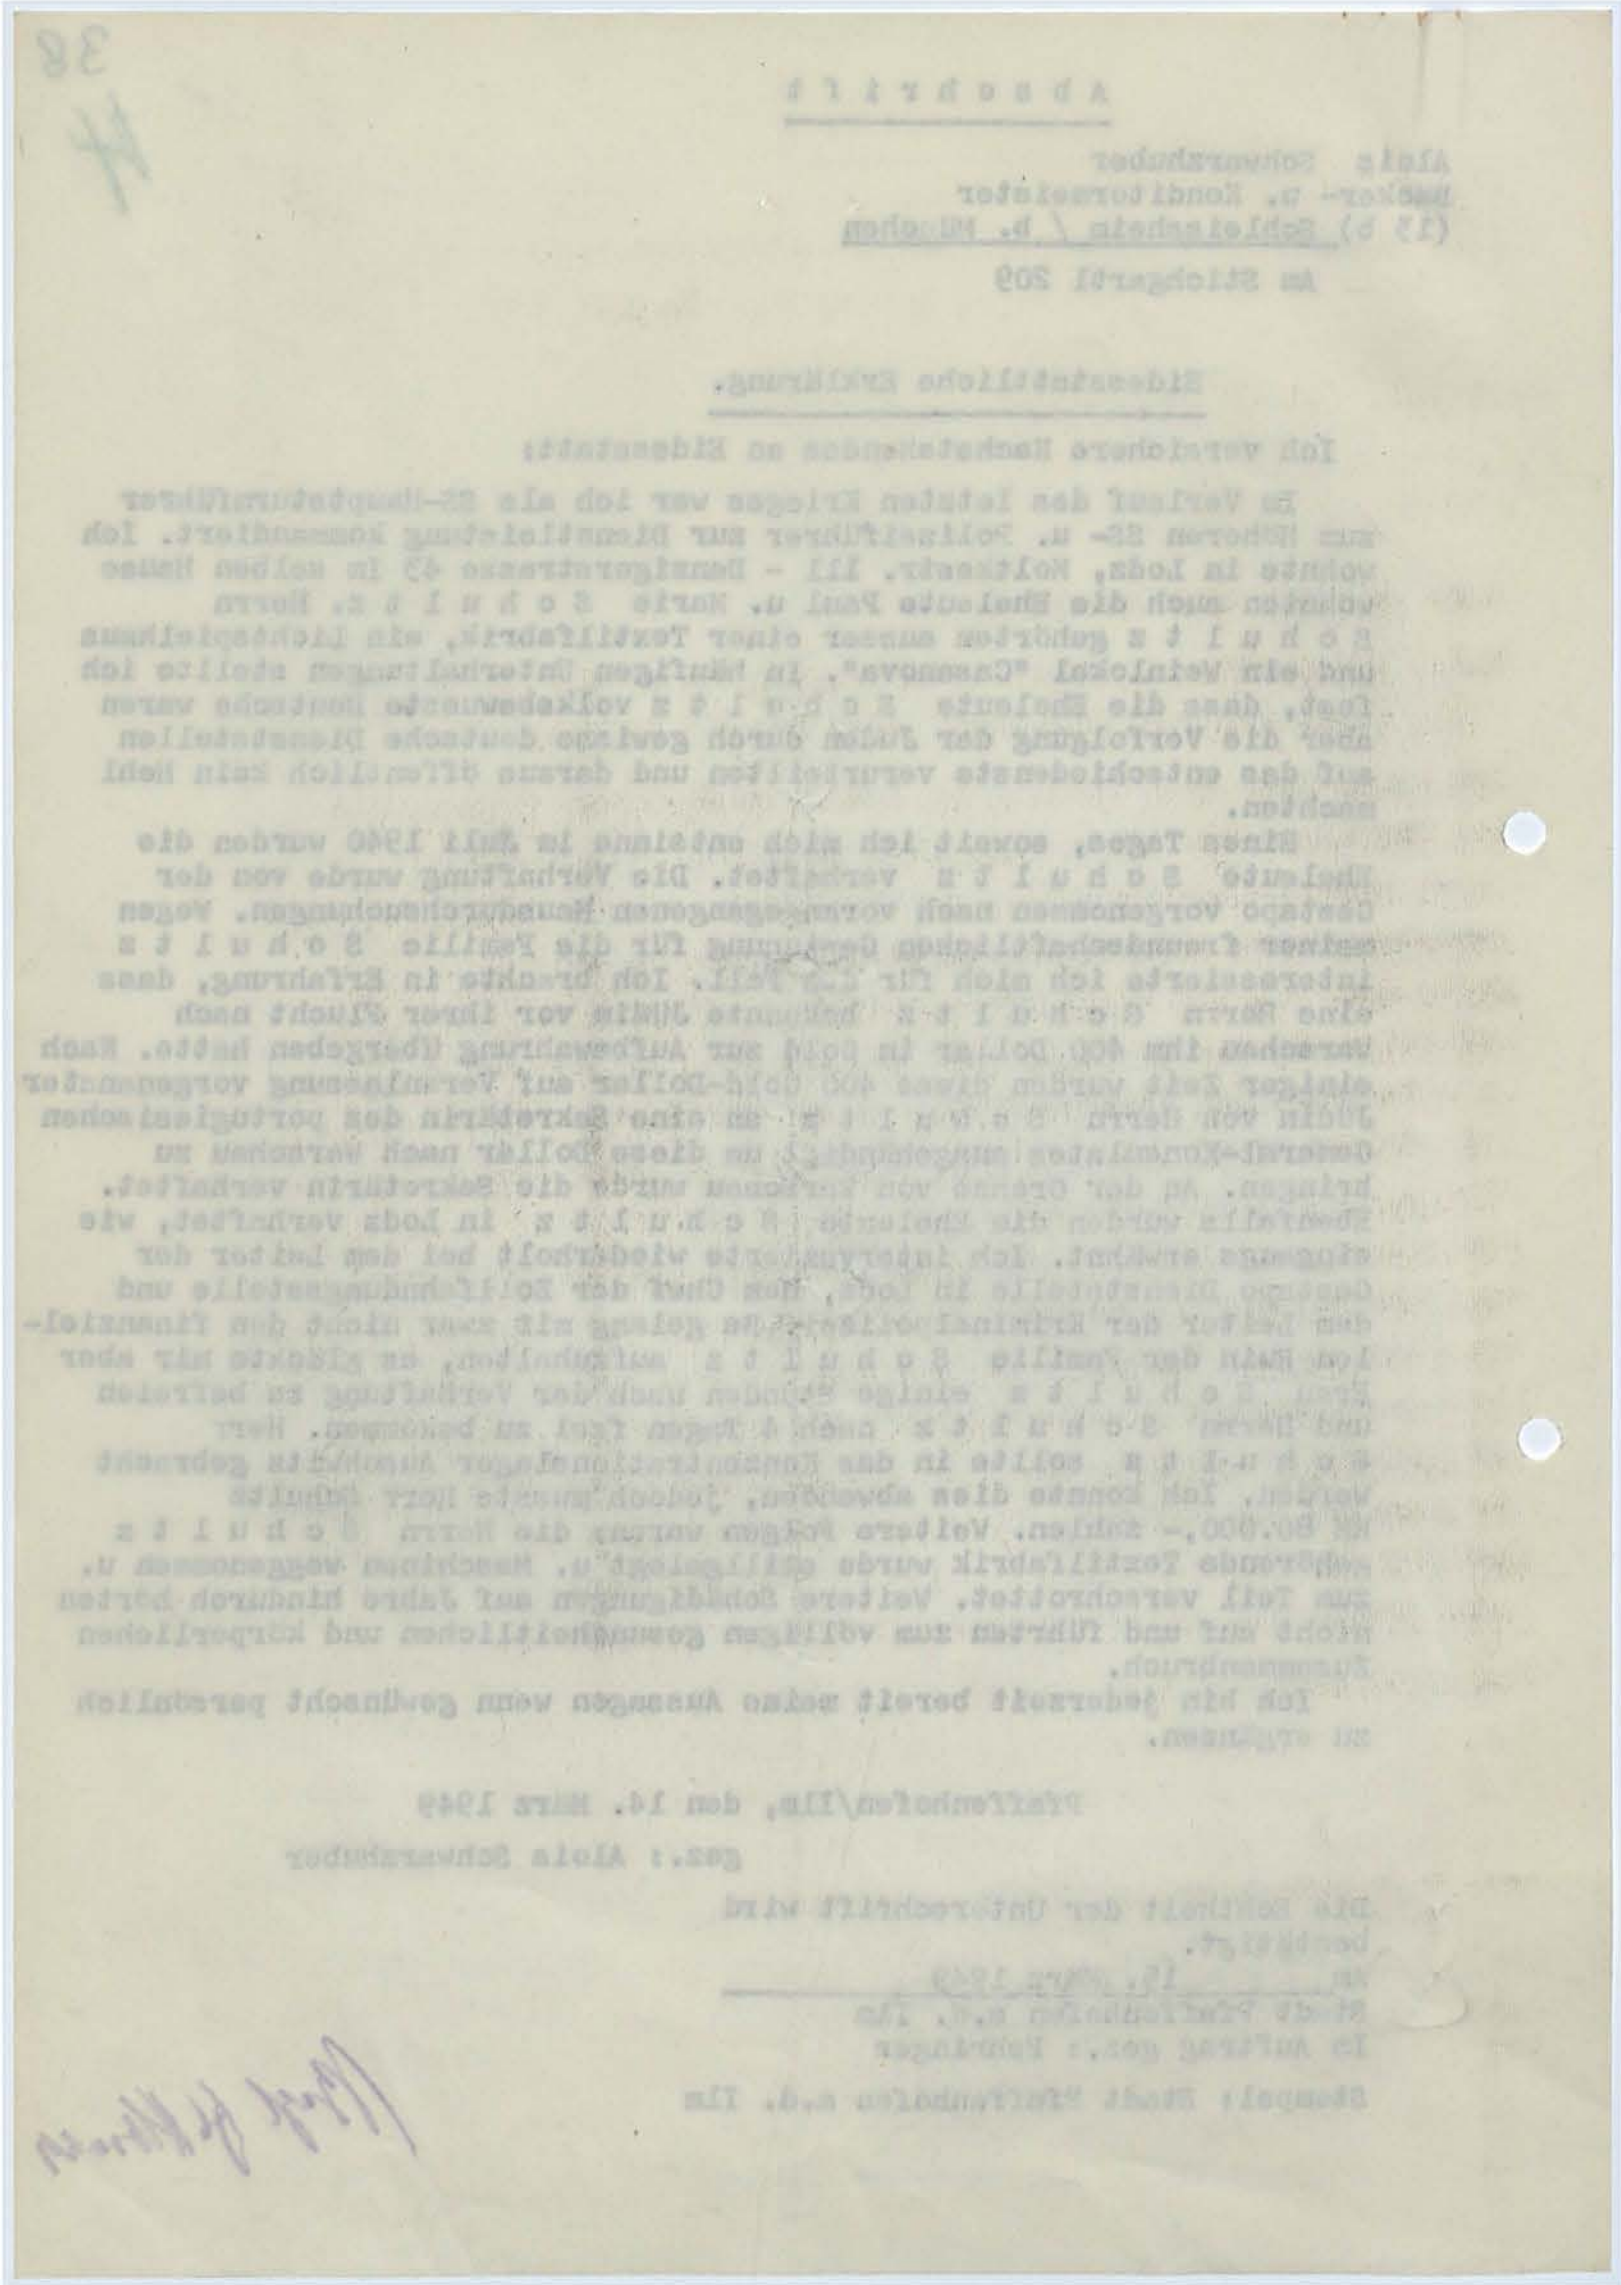 38
A b s c h r i f t
Alois Schwarzhuber
Bäcker- u. Konditormeister
(13 b) Schleissheim / b. München
Am Stichgartl 209
Eidesstattliche Erklärung.
Ich versichere Nachstehendes an Eidesstatt:
Im Verlauf des letzten Krieges war ich als SS-Hauptsturmführer
zum Höheren SS- u. Polizeiführer zur Dienstleistung kommandiert. Ich
wohnte in Lodz, Moltkestr. 111 - Danzigerstrasse 43 im selben Hause
wohnten auch die Eheleute Paul u. Marie S c h u l t z. Herrn
S c h u l t z gehörten ausser einer Textilfabrik, ein Lichtspielhaus
und ein Weinlokal "Casanova". In häufigen Unterhaltungen stellte ich
fest, dass die Eheleute S c h u l t z volksbewusste Deutsche waren
aber die Verfolgung der Juden durch gewisse deutsche Dienststellen
auf das entschiedenste verurteilten und daraus öffentlich kein Hehl
machten.
Eines Tages, soweit ich mich entsinne im Juli 1940 wurden die
Eheleute S c h u l t z verhaftet. Die Verhaftung wurde von der
Gestapo vorgenommen nach vorangegangenen Hausdurchsuchungen. Wegen
meiner freundschaftlichen Gesinnung für die Familie S c h u l t z
interessierte ich mich für den Fall. Ich brachte in Erfahrung, dass
eine Herrn S c h u l t z bekannte Jüdin vor ihrer Flucht nach
Warschau ihm 400 Dollar in Gold zur Aufbewahrung übergeben hatte. Nach
einiger Zeit wurden diese 400 Gold-Dollar auf Veranlassung vorgenannter
Jüdin von Herrn S c h u l t z an eine Sekretärin des portugiesischen
General-Konsulates ausgehändigt um diese Dollar nach Warschau zu
bringen. An der Grenze von Warschau wurde die Sekretärin verhaftet.
Ebenfalls wurden die Eheleute S c h u l t z in Lodz verhaftet, wie
eingangs erwähnt. Ich intervenierte wiederholt bei dem Leiter der
Gestapo Dienststelle in Lodz, dem Chef der Zollfahndungsstelle und
dem Leiter der Kriminalpolizei. Es gelang mit zwar nicht den finanziel-
len Ruin der Familie S c h u l t z aufzuhalten, es glückte mir aber
Frau S c h u l t z einige Stunden nach der Verhaftung zu befreien
und Herrn S c h u l t z nach 4 Tagen frei zu bekommen. Herr
S c h u l t z sollte in das Konzentrationslager Auschwitz gebracht
werden. Ich konnte dies abwenden, jedoch musste Herr Schultz
RM 80.000,- zahlen. Weitere Folgen waren; die Herrn S c h u l t z
gehörende Textilfabrik wurde stillgelegt u. Maschinen weggenommen u.
zum Teil verschrottet. Weitere Schädigungen auf Jahre hindurch hörten
nicht auf und führten zum völligen gesundheitlichen und körperlichen
Zusammenbruch.
Ich bin jederzeit bereit meine Aussagen wenn gewünscht persönlich
zu ergänzen.
Pfaffenhofen/Ilm, den 14. März 1949
gez.: Alois Schwarzhuber
Die Echtheit der Unterschrift wird
bestätigt.
am 15. März 1949
Stadt Pfaffenhofen a.d. Ilm
Im Auftrag gez.: Fehringer
Stempel: Stadt Pfaffenhofen a.d. Ilm